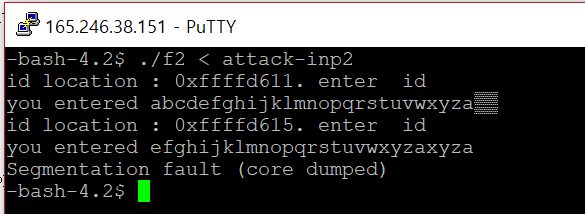 165.246.38.151 - PuTTY
-bash-4.2$ ./f2 < attack-inp2
id location : 0xffffd611. enter  id
you entered abcdefghijklmnopqrstuvwxyza▒▒
id location : 0xffffd615. enter  id
you entered efghijklmnopqrstuvwxyzaxyza
Segmentation fault (core dumped)
-bash-4.2$